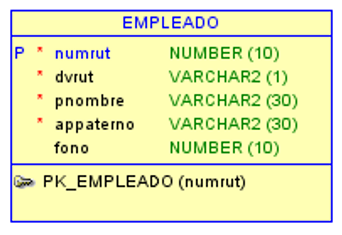 EMPLEADO
P * numrut NUMBER (10)
* dvrut VARCHAR2 (1)
* pnombre VARCHAR2 (30)
* appaterno VARCHAR2 (30)
fono NUMBER (10)
PK_EMPLEADO (numrut)